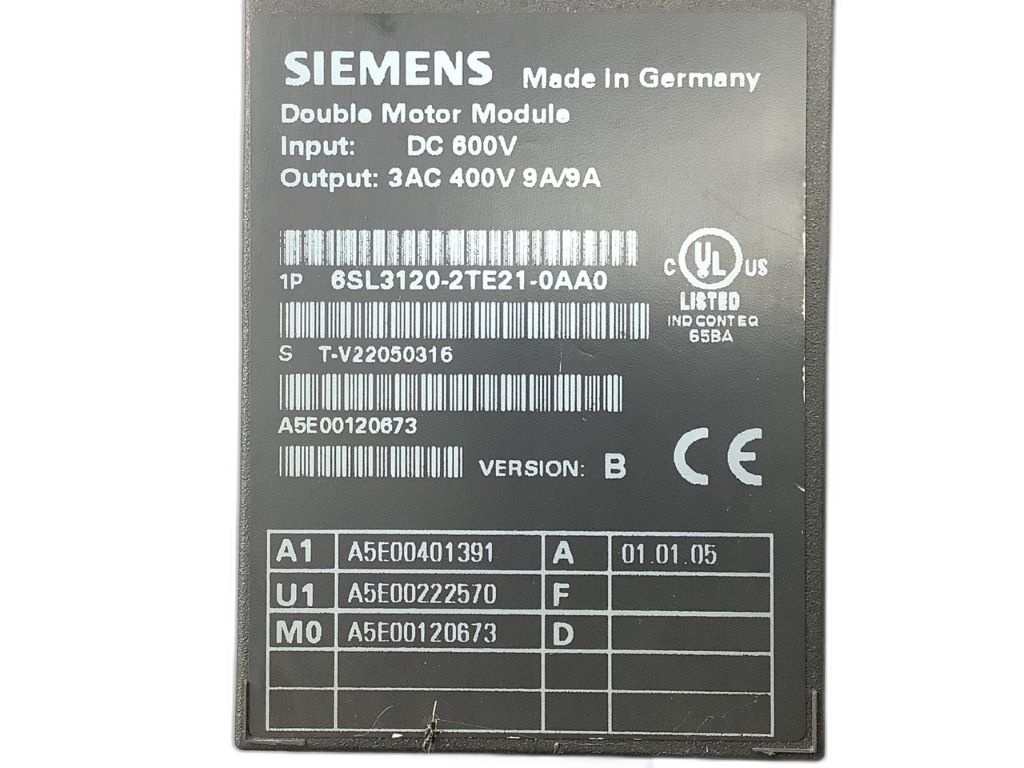 SIEMENS Made in Germany
Double Motor Module
Input: DC 600V
Output: 3AC 400V 9A/9A
1P 6SL3120-2TE21-0AA0
C UL US
LISTED
IND CONT EQ
65BA
S T-V22050316
A5E00120673
VERSION: B CE
A1 A5E00401391 A 01.01.05
U1 A5E00222570 F
M0 A5E00120673 D